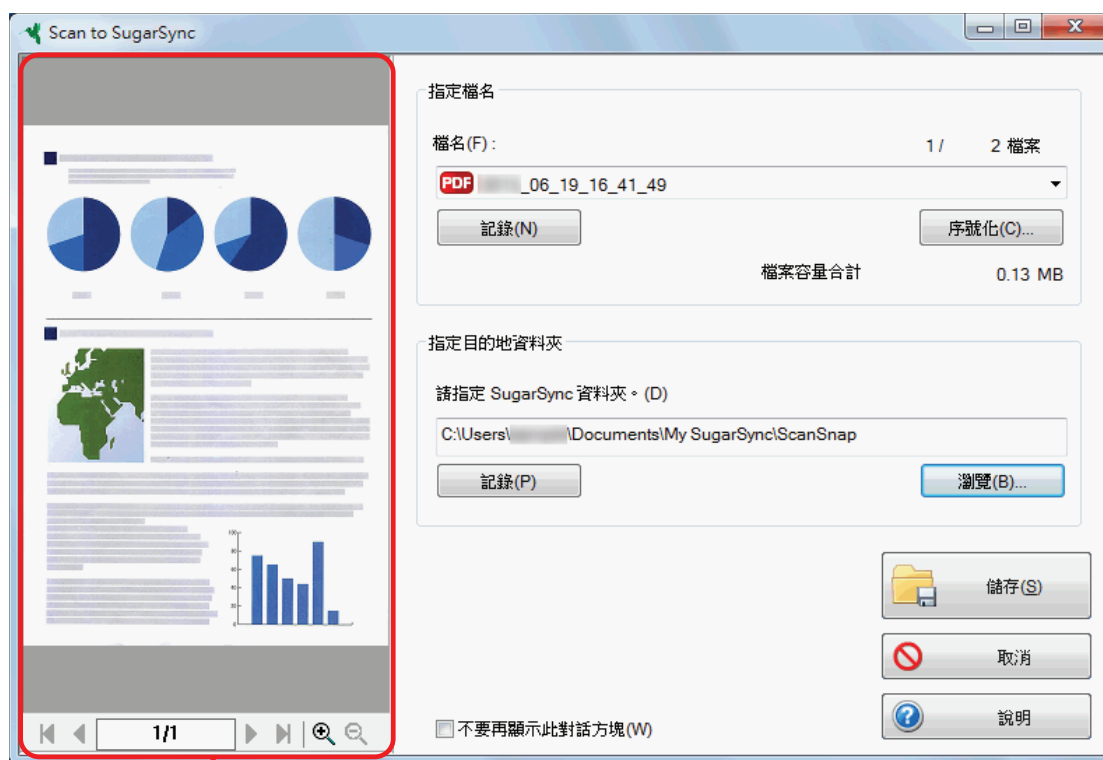 Scan to SugarSync
指定檔名
檔名(F) :
1 / 2 檔案
PDF _06_19_16_41_49
記錄(N)
序號化(C)...
檔案容量合計 0.13 MB
指定目的地資料夾
請指定 SugarSync 資料夾。(D)
C:\Users\ \Documents\My SugarSync\ScanSnap
記錄(P)
瀏覽(B)...
儲存(S)
取消
說明
不要再顯示此對話方塊(W)
1/1